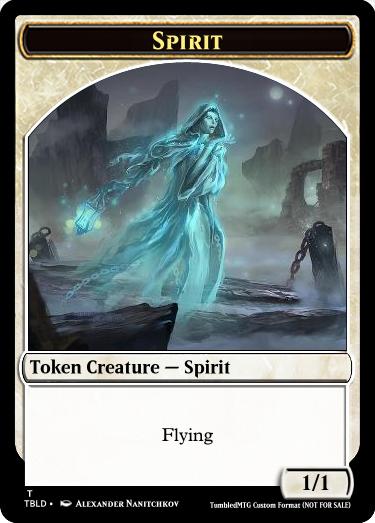 Spirit
Token Creature — Spirit
Flying
1/1
T
TBLD • Alexander Nanitchkov
TumbledMTG Custom Format (NOT FOR SALE)